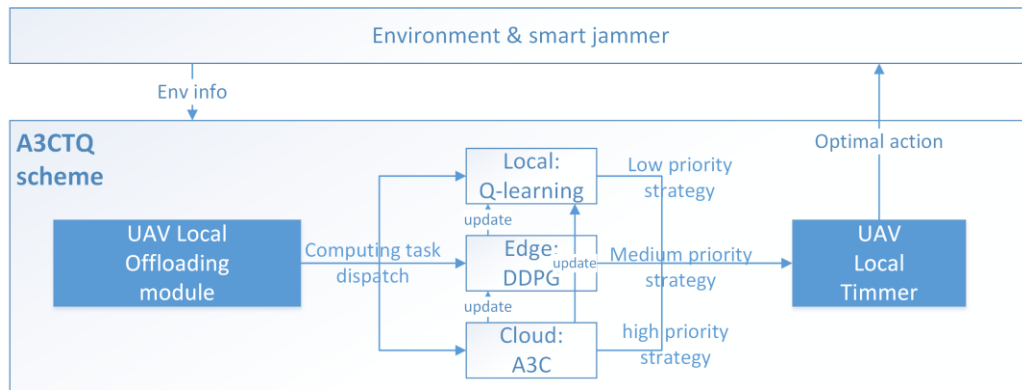 Environment & smart jammer
Env info
A3CTQ
scheme
Optimal action
Local:
Q-learning
Low priority
strategy
update
UAV Local
Offloading
module
Computing task
dispatch
Edge:
DDPG
update
Medium priority
strategy
UAV
Local
Timmer
update
Cloud:
A3C
high priority
strategy